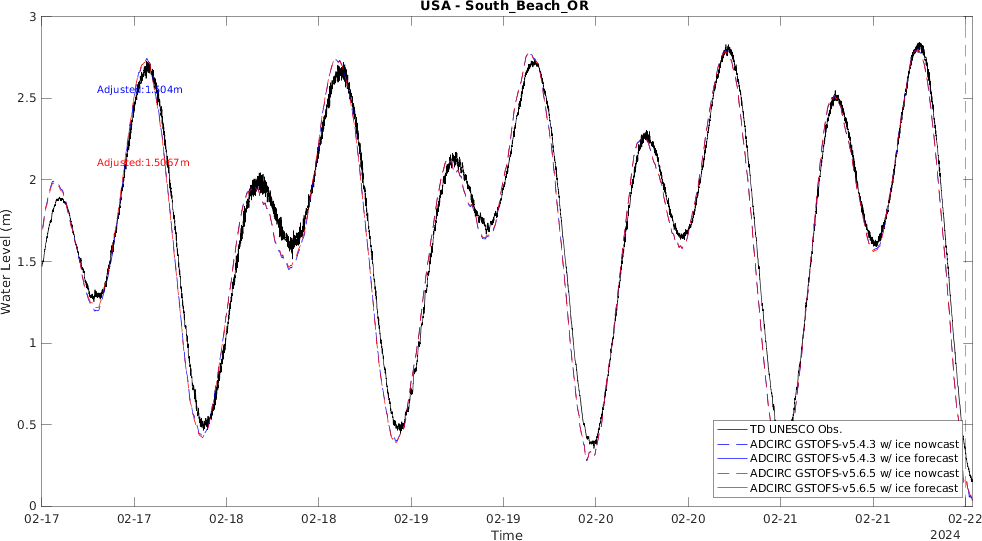 USA - South_Beach_OR
3
2.5
2
1.5
1
0.5
0
Water Level (m)
Adjusted:1.504m
Adjusted:1.5067m
TD UNESCO Obs.
ADCIRC GSTOFS-v5.4.3 w/ ice nowcast
ADCIRC GSTOFS-v5.4.3 w/ ice forecast
ADCIRC GSTOFS-v5.6.5 w/ ice nowcast
ADCIRC GSTOFS-v5.6.5 w/ ice forecast
02-17 02-17 02-18 02-18 02-19 02-19 02-20 02-20 02-21 02-21 02-22
2024
Time